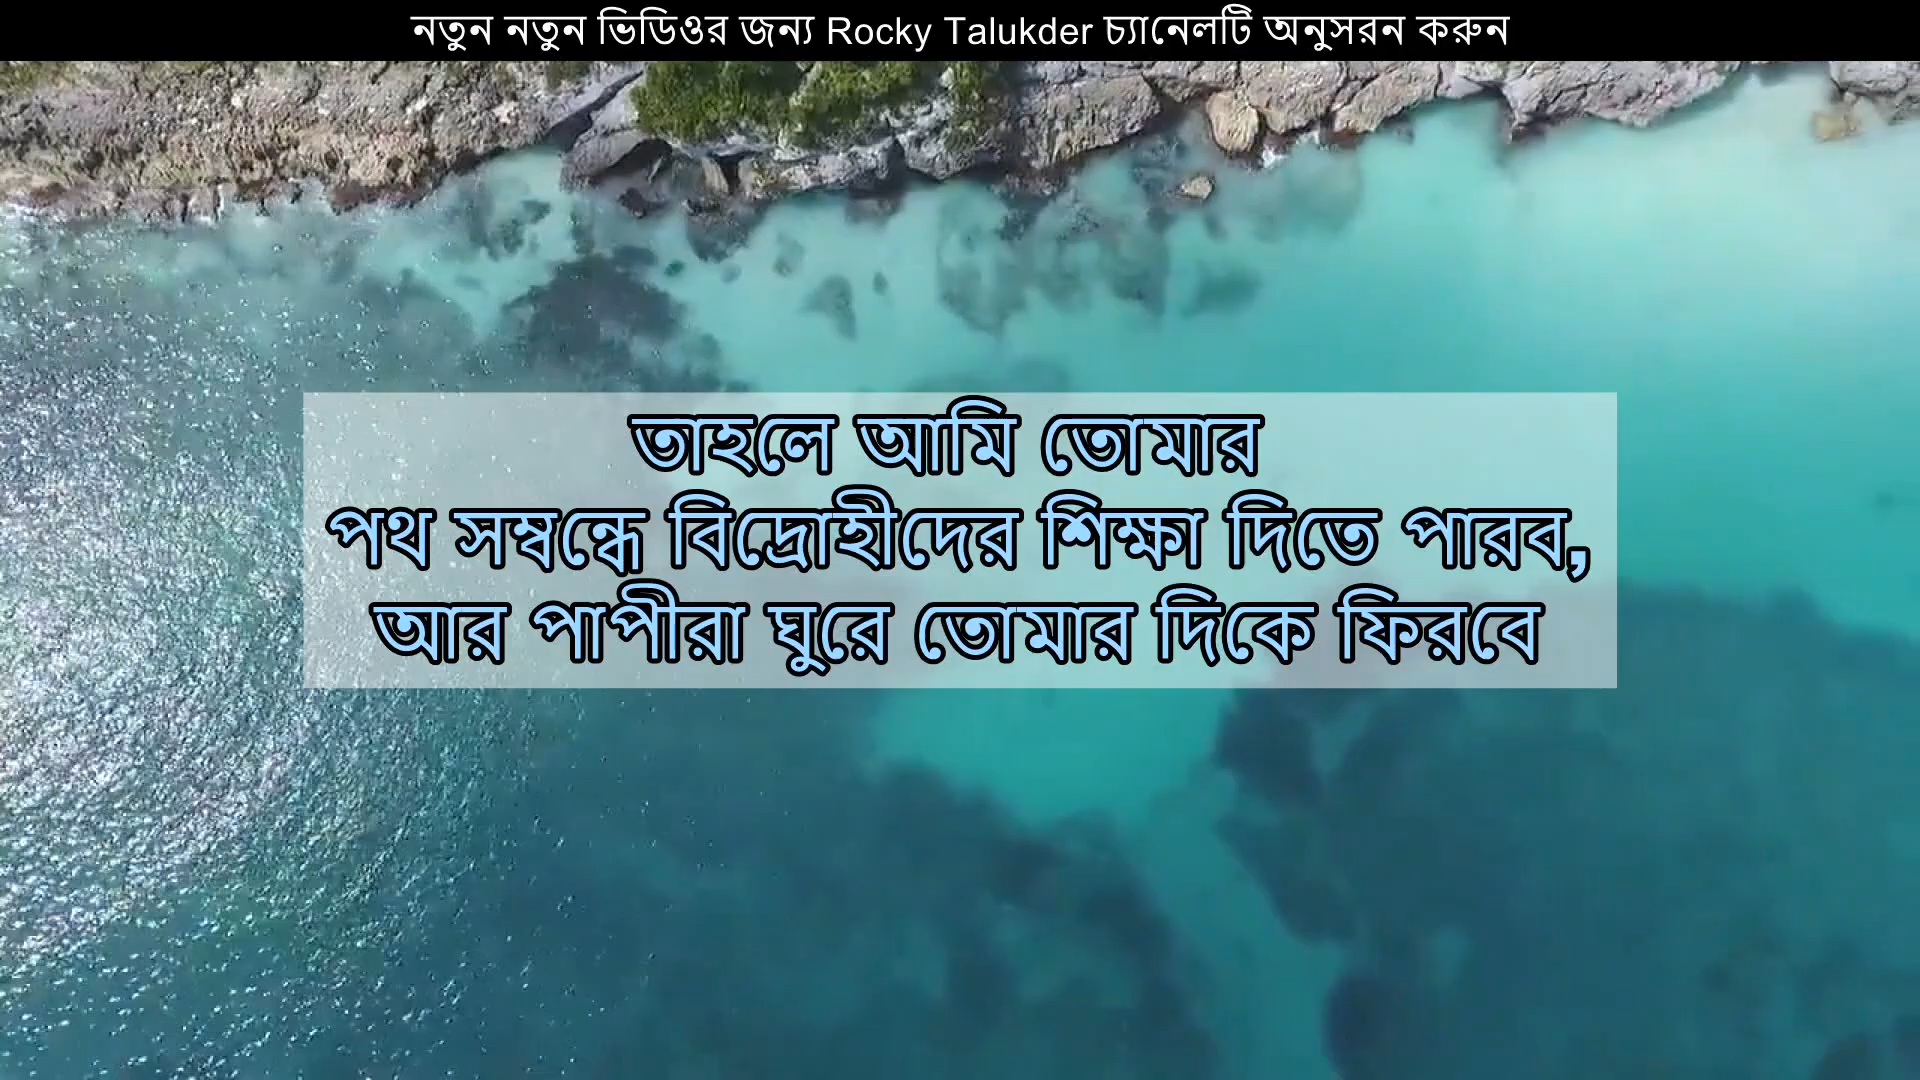 নতুন নতুন ভিডিওর জন্য Rocky Talukder চ্যানেলটি অনুসরন করুন
তাহলে আমি তোমার
পথ সম্বন্ধে বিদ্রোহীদের শিক্ষা দিতে পারব,
আর পাপীরা ঘুরে তোমার দিকে ফিরবে